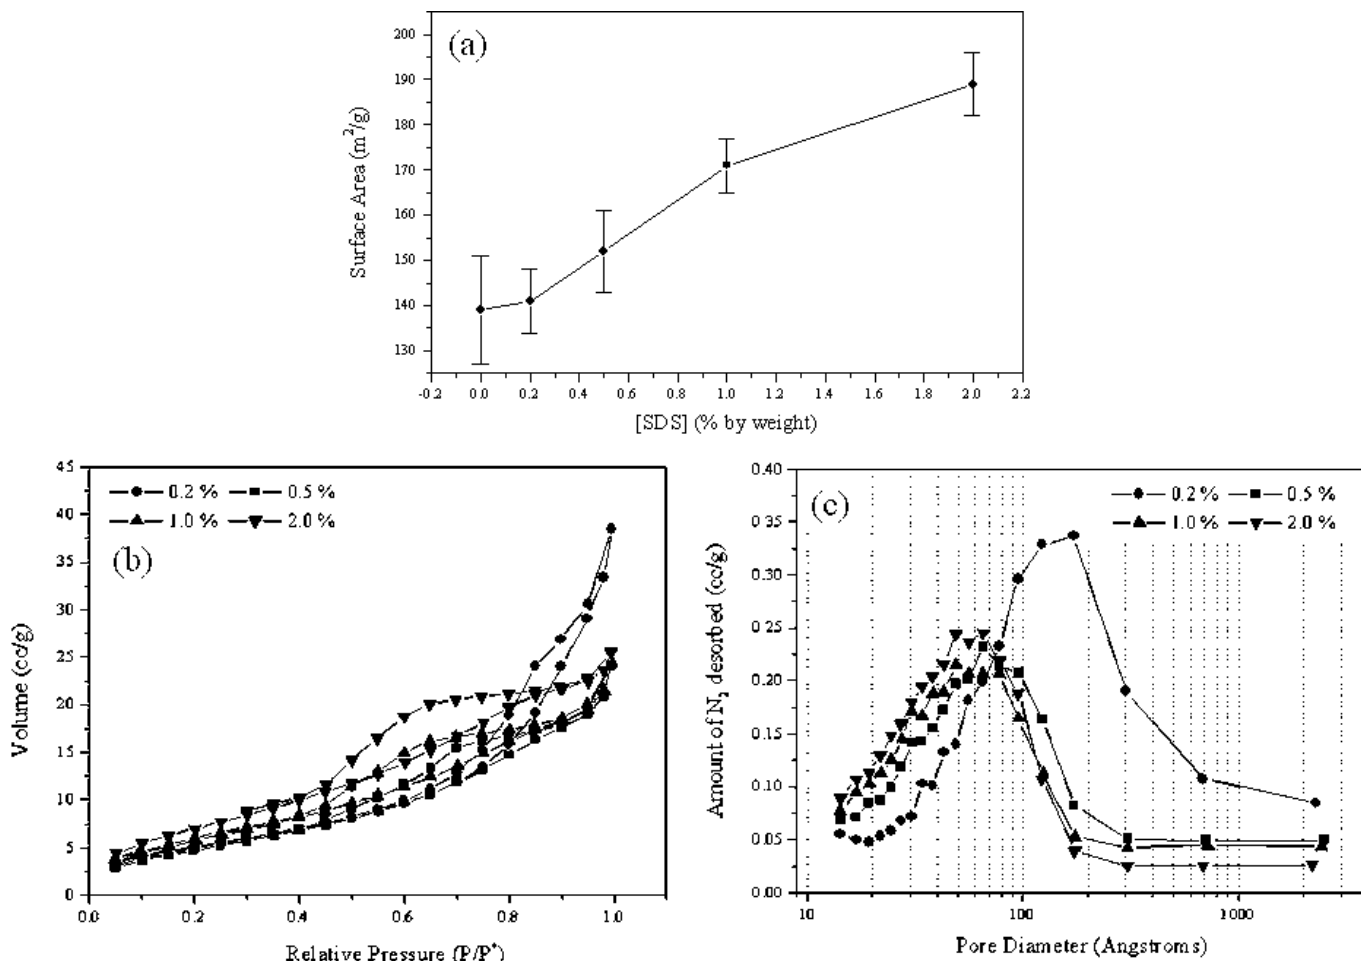 (a)
200
190
180
170
160
150
140
130
Surface Area (m²/g)
-0.2 0.0 0.2 0.4 0.6 0.8 1.0 1.2 1.4 1.6 1.8 2.0 2.2
[SDS] (% by weight)
45
40
35
30
25
20
15
10
5
0
Volume (cc/g)
0.2 % 0.5 %
1.0 % 2.0 %
(b)
0.0 0.2 0.4 0.6 0.8 1.0
Relative Pressure (P/P*)
0.40
0.35
0.30
0.25
0.20
0.15
0.10
0.05
0.00
Amount of N₂ desorbed (cc/g)
(c)
0.2 % 0.5 %
1.0 % 2.0 %
10 100 1000
Pore Diameter (Angstroms)